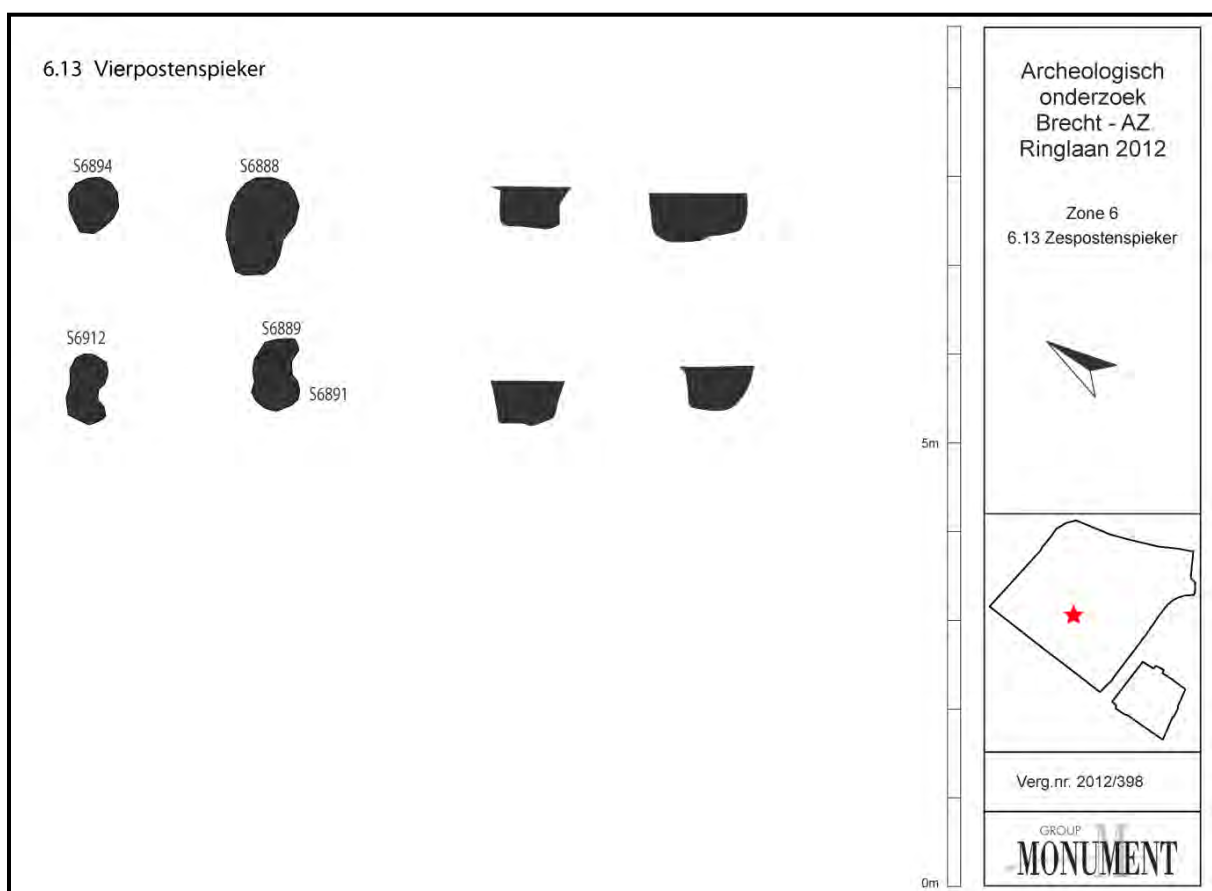 6.13 Vierpostenspieker
S6894
S6888
S6912
S6889
S6891
5m
0m
Archeologisch
onderzoek
Brecht - AZ
Ringlaan 2012
Zone 6
6.13 Zespostenspieker
Verg.nr. 2012/398
GROUP
MONUMENT